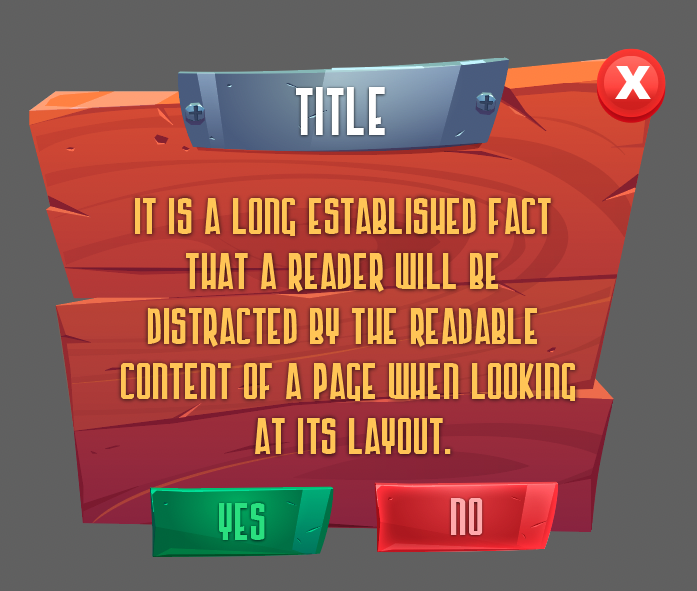 TITLE
X
IT IS A LONG ESTABLISHED FACT
THAT A READER WILL BE
DISTRACTED BY THE READABLE
CONTENT OF A PAGE WHEN LOOKING
AT ITS LAYOUT.
YES
NO